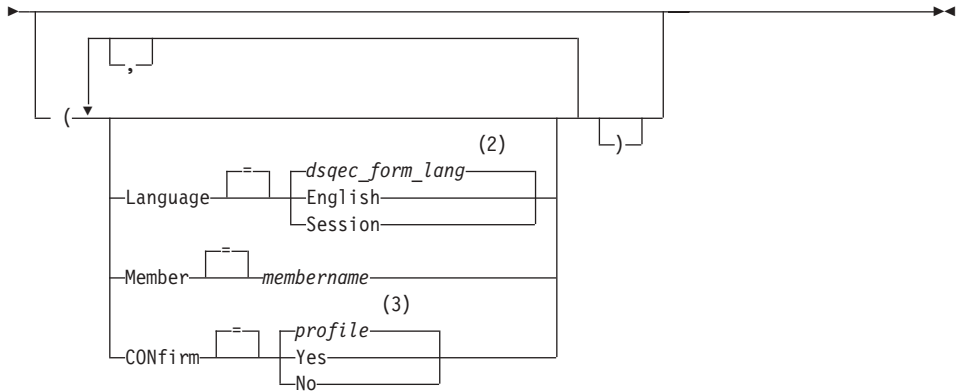 ,
(
)
(2)
= dsqec_form_lang
Language English
Session
=
Member membername
(3)
= profile
CONfirm Yes
No